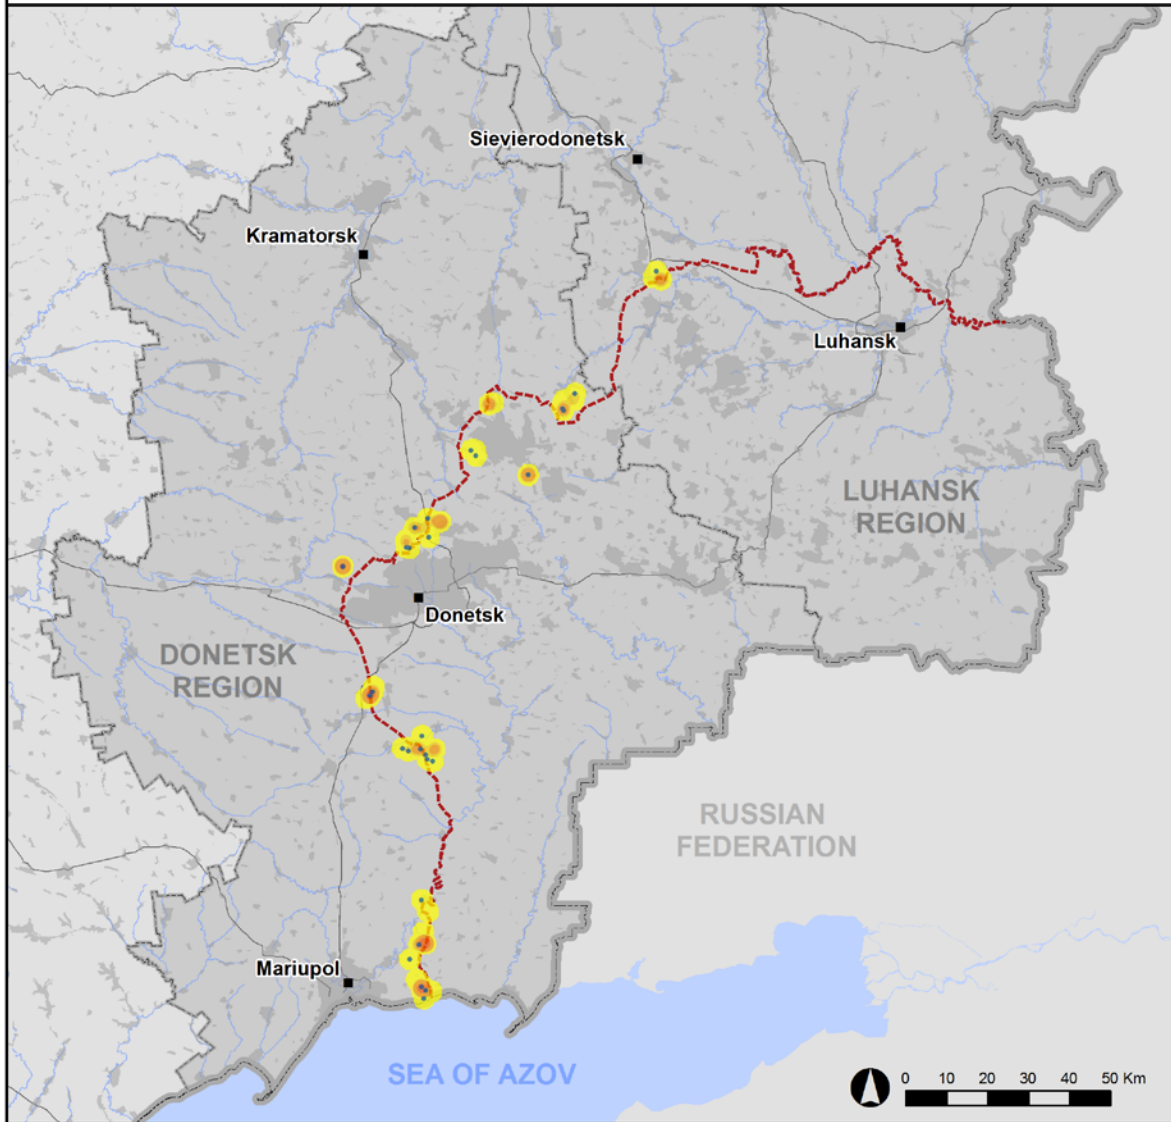 Sievierodonetsk
Kramatorsk
Luhansk
LUHANSK
REGION
Donetsk
DONETSK
REGION
RUSSIAN
FEDERATION
Mariupol
SEA OF AZOV
0 10 20 30 40 50 Km